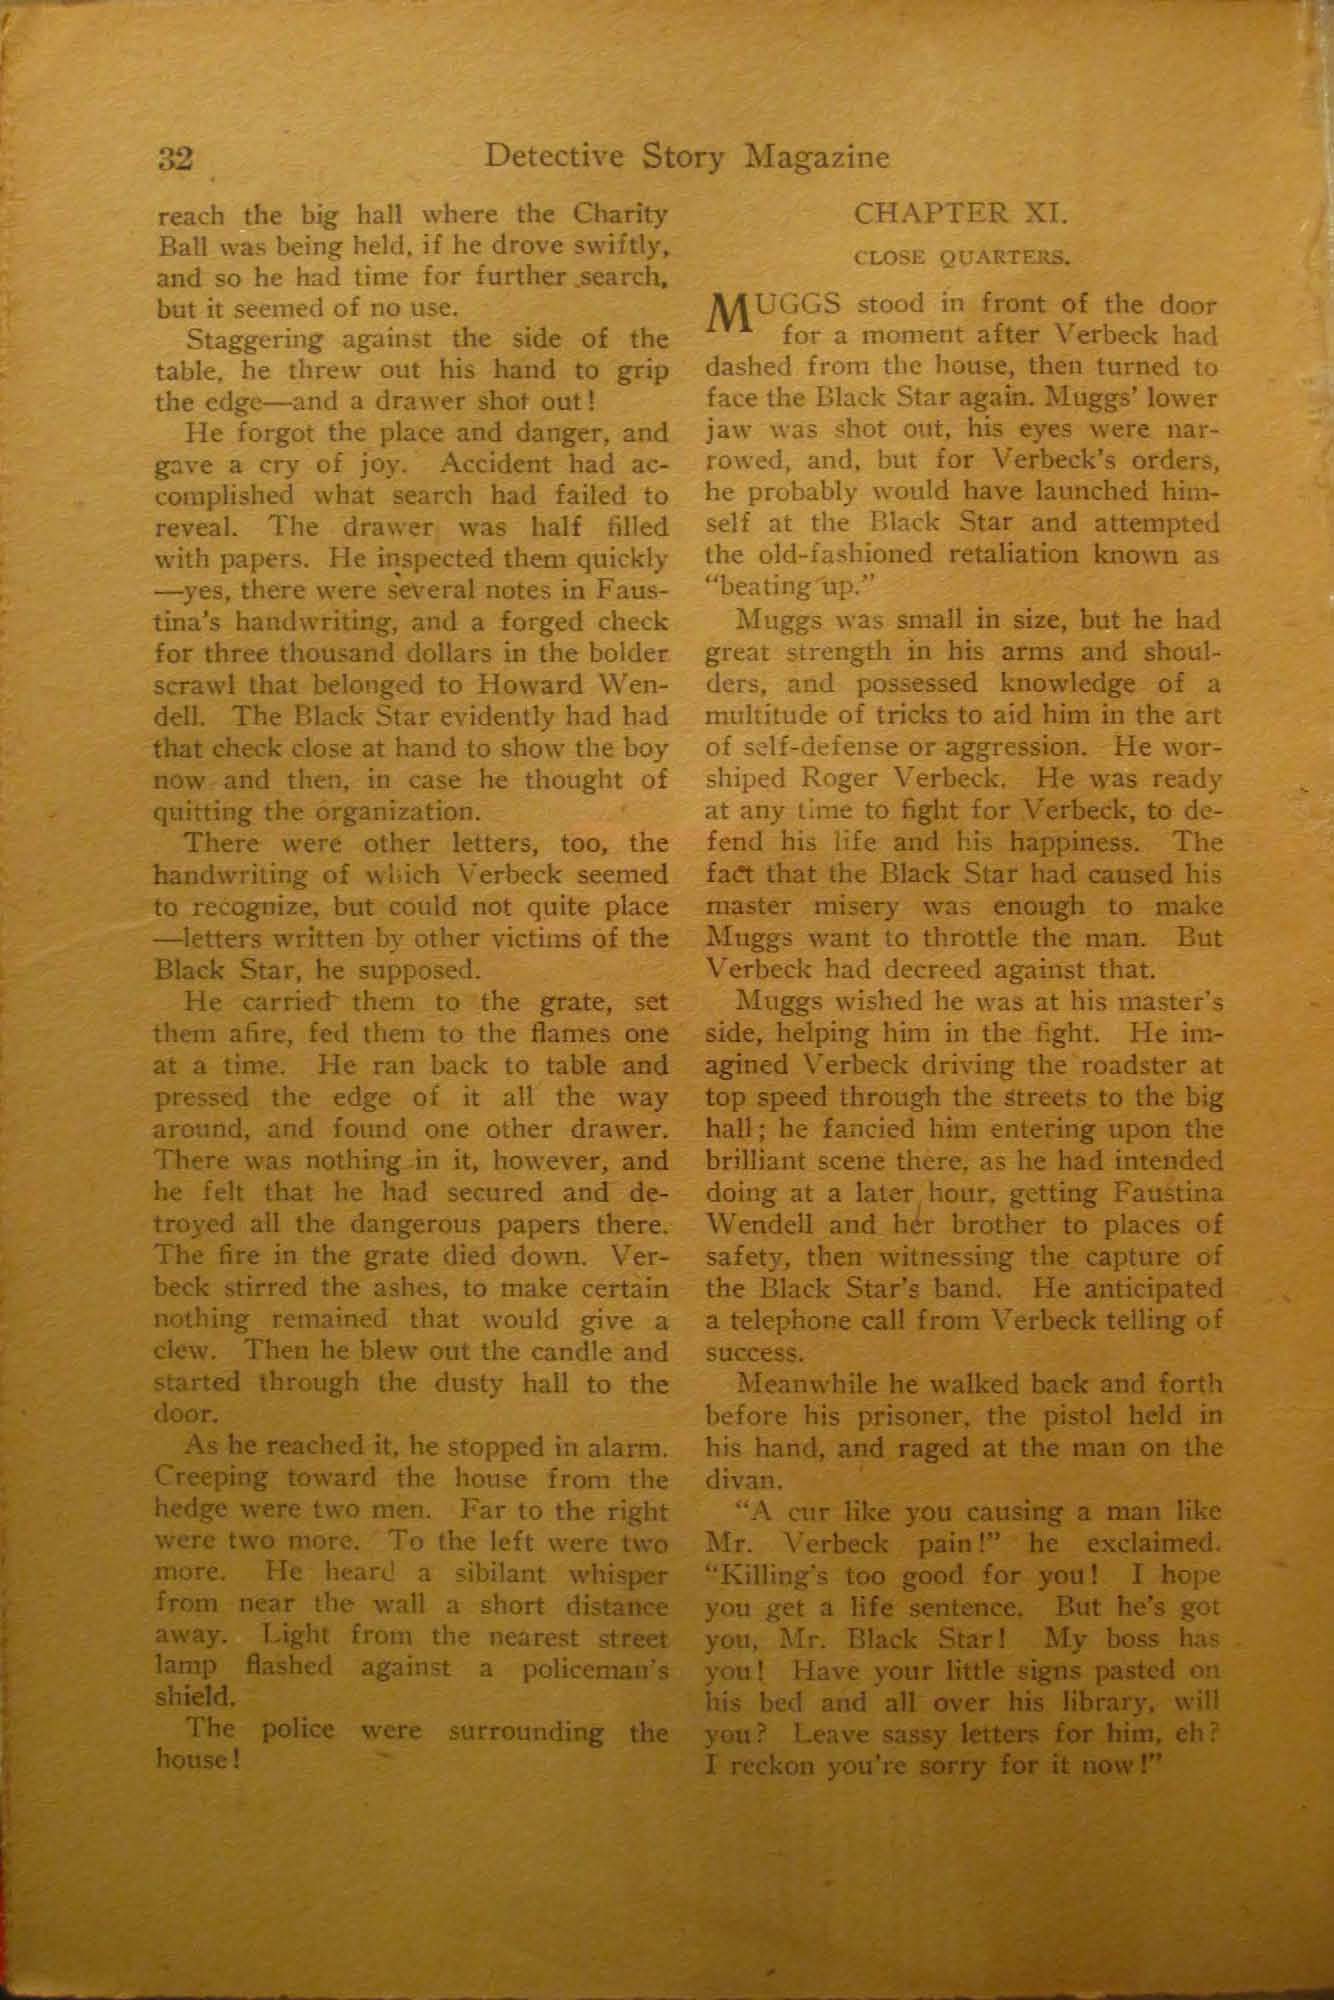 32
Detective Story Magazine
reach the big hall where the Charity
Ball was being held, if he drove swiftly,
and so he had time for further search,
but it seemed of no use.
Staggering against the side of the
table, he threw out his hand to grip
the edge—and a drawer shot out!
He forgot the place and danger, and
gave a cry of joy. Accident had ac-
complished what search had failed to
reveal. The drawer was half filled
with papers. He inspected them quickly
—yes, there were several notes in Faus-
tina's handwriting, and a forged check
for three thousand dollars in the bolder
scrawl that belonged to Howard Wen-
dell. The Black Star evidently had had
that check close at hand to show the boy
now and then, in case he thought of
quitting the organization.
There were other letters, too, the
handwriting of which Verbeck seemed
to recognize, but could not quite place
—letters written by other victims of the
Black Star, he supposed.
He carried them to the grate, set
them afire, fed them to the flames one
at a time. He ran back to table and
pressed the edge of it all the way
around, and found one other drawer.
There was nothing in it, however, and
he felt that he had secured and de-
troyed all the dangerous papers there.
The fire in the grate died down. Ver-
beck stirred the ashes, to make certain
nothing remained that would give a
clew. Then he blew out the candle and
started through the dusty hall to the
door.
As he reached it, he stopped in alarm.
Creeping toward the house from the
hedge were two men. Far to the right
were two more. To the left were two
more. He heard a sibilant whisper
from near the wall a short distance
away. Light from the nearest street
lamp flashed against a policeman's
shield.
The police were surrounding the
house!
CHAPTER XI.
CLOSE QUARTERS.
MUGGS stood in front of the door
for a moment after Verbeck had
dashed from the house, then turned to
face the Black Star again. Muggs' lower
jaw was shot out, his eyes were nar-
rowed, and, but for Verbeck's orders,
he probably would have launched him-
self at the Black Star and attempted
the old-fashioned retaliation known as
"beating up."
Muggs was small in size, but he had
great strength in his arms and shoul-
ders, and possessed knowledge of a
multitude of tricks to aid him in the art
of self-defense or aggression. He wor-
shiped Roger Verbeck. He was ready
at any time to fight for Verbeck, to de-
fend his life and his happiness. The
fact that the Black Star had caused his
master misery was enough to make
Muggs want to throttle the man. But
Verbeck had decreed against that.
Muggs wished he was at his master's
side, helping him in the fight. He im-
agined Verbeck driving the roadster at
top speed through the streets to the big
hall; he fancied him entering upon the
brilliant scene there, as he had intended
doing at a later hour, getting Faustina
Wendell and her brother to places of
safety, then witnessing the capture of
the Black Star's band. He anticipated
a telephone call from Verbeck telling of
success.
Meanwhile he walked back and forth
before his prisoner, the pistol held in
his hand, and raged at the man on the
divan.
"A cur like you causing a man like
Mr. Verbeck pain!" he exclaimed.
"Killing's too good for you! I hope
you get a life sentence. But he's got
you, Mr. Black Star! My boss has
you! Have your little signs pasted on
his bed and all over his library, will
you? Leave sassy letters for him, eh?
I reckon you're sorry for it now!"